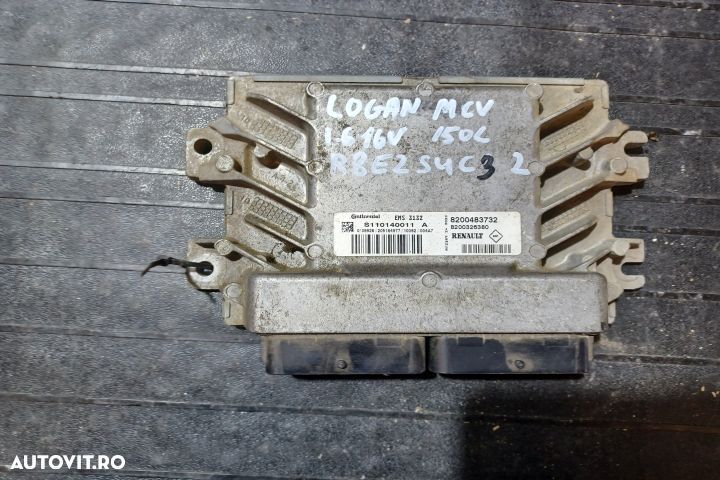 LOGAN MCV
1.6 16V 150L
R8E2S4C3 2
Continental EMS 3132
S110140011 A
8200483732
8200326380
RENAULT
AUTOVIT.RO